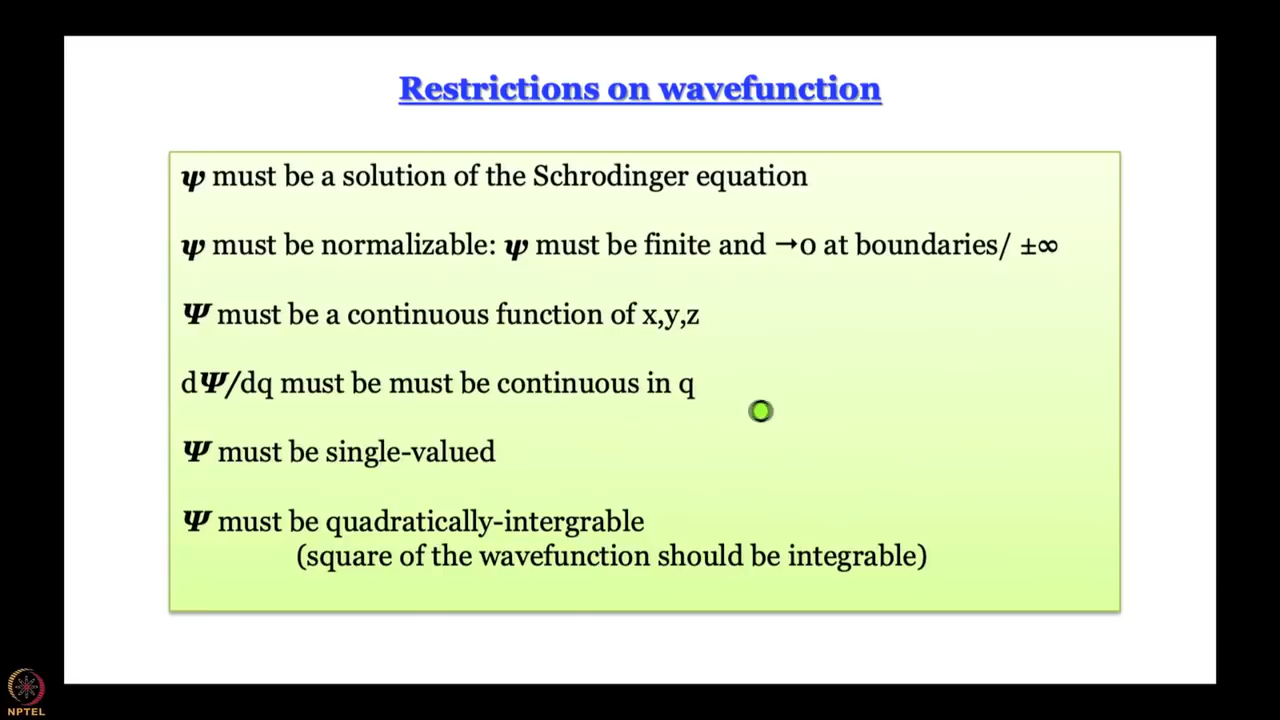 Restrictions on wavefunction
ψ must be a solution of the Schrodinger equation
ψ must be normalizable: ψ must be finite and →0 at boundaries/ ±∞
Ψ must be a continuous function of x,y,z
dΨ/dq must be must be continuous in q
Ψ must be single-valued
Ψ must be quadratically-intergrable
(square of the wavefunction should be integrable)
NPTEL